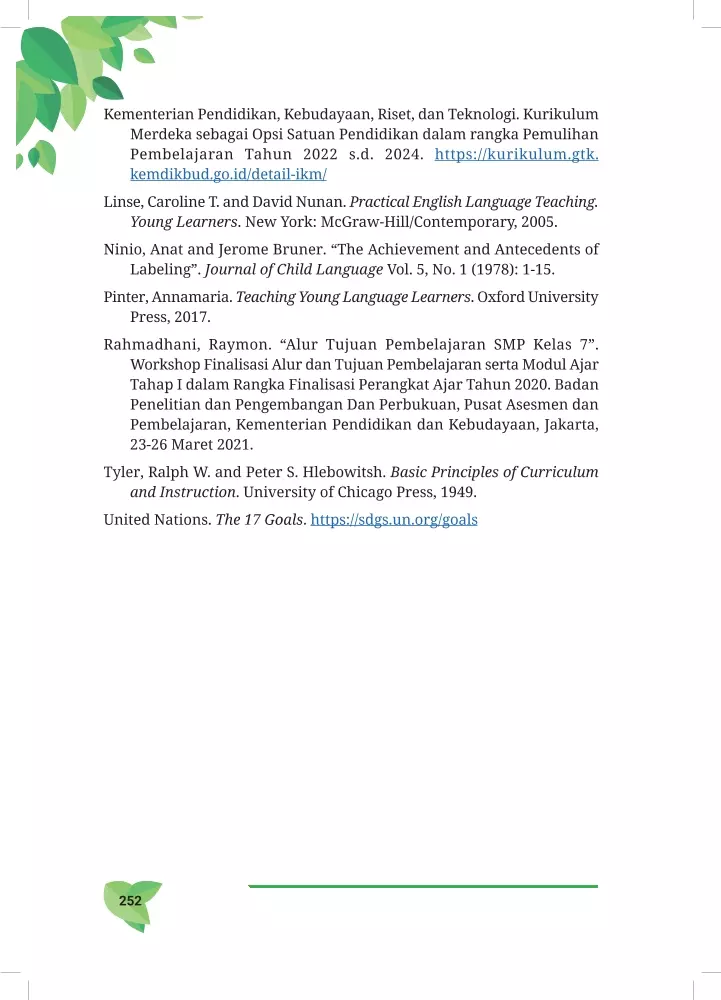 Kementerian Pendidikan, Kebudayaan, Riset, dan Teknologi. Kurikulum
Merdeka sebagai Opsi Satuan Pendidikan dalam rangka Pemulihan
Pembelajaran Tahun 2022 s.d. 2024. https://kurikulum.gtk.
kemdikbud.go.id/detail-ikm/
Linse, Caroline T. and David Nunan. Practical English Language Teaching.
Young Learners. New York: McGraw-Hill/Contemporary, 2005.
Ninio, Anat and Jerome Bruner. “The Achievement and Antecedents of
Labeling”. Journal of Child Language Vol. 5, No. 1 (1978): 1-15.
Pinter, Annamaria. Teaching Young Language Learners. Oxford University
Press, 2017.
Rahmadhani, Raymon. “Alur Tujuan Pembelajaran SMP Kelas 7”.
Workshop Finalisasi Alur dan Tujuan Pembelajaran serta Modul Ajar
Tahap I dalam Rangka Finalisasi Perangkat Ajar Tahun 2020. Badan
Penelitian dan Pengembangan Dan Perbukuan, Pusat Asesmen dan
Pembelajaran, Kementerian Pendidikan dan Kebudayaan, Jakarta,
23-26 Maret 2021.
Tyler, Ralph W. and Peter S. Hlebowitsh. Basic Principles of Curriculum
and Instruction. University of Chicago Press, 1949.
United Nations. The 17 Goals. https://sdgs.un.org/goals
252